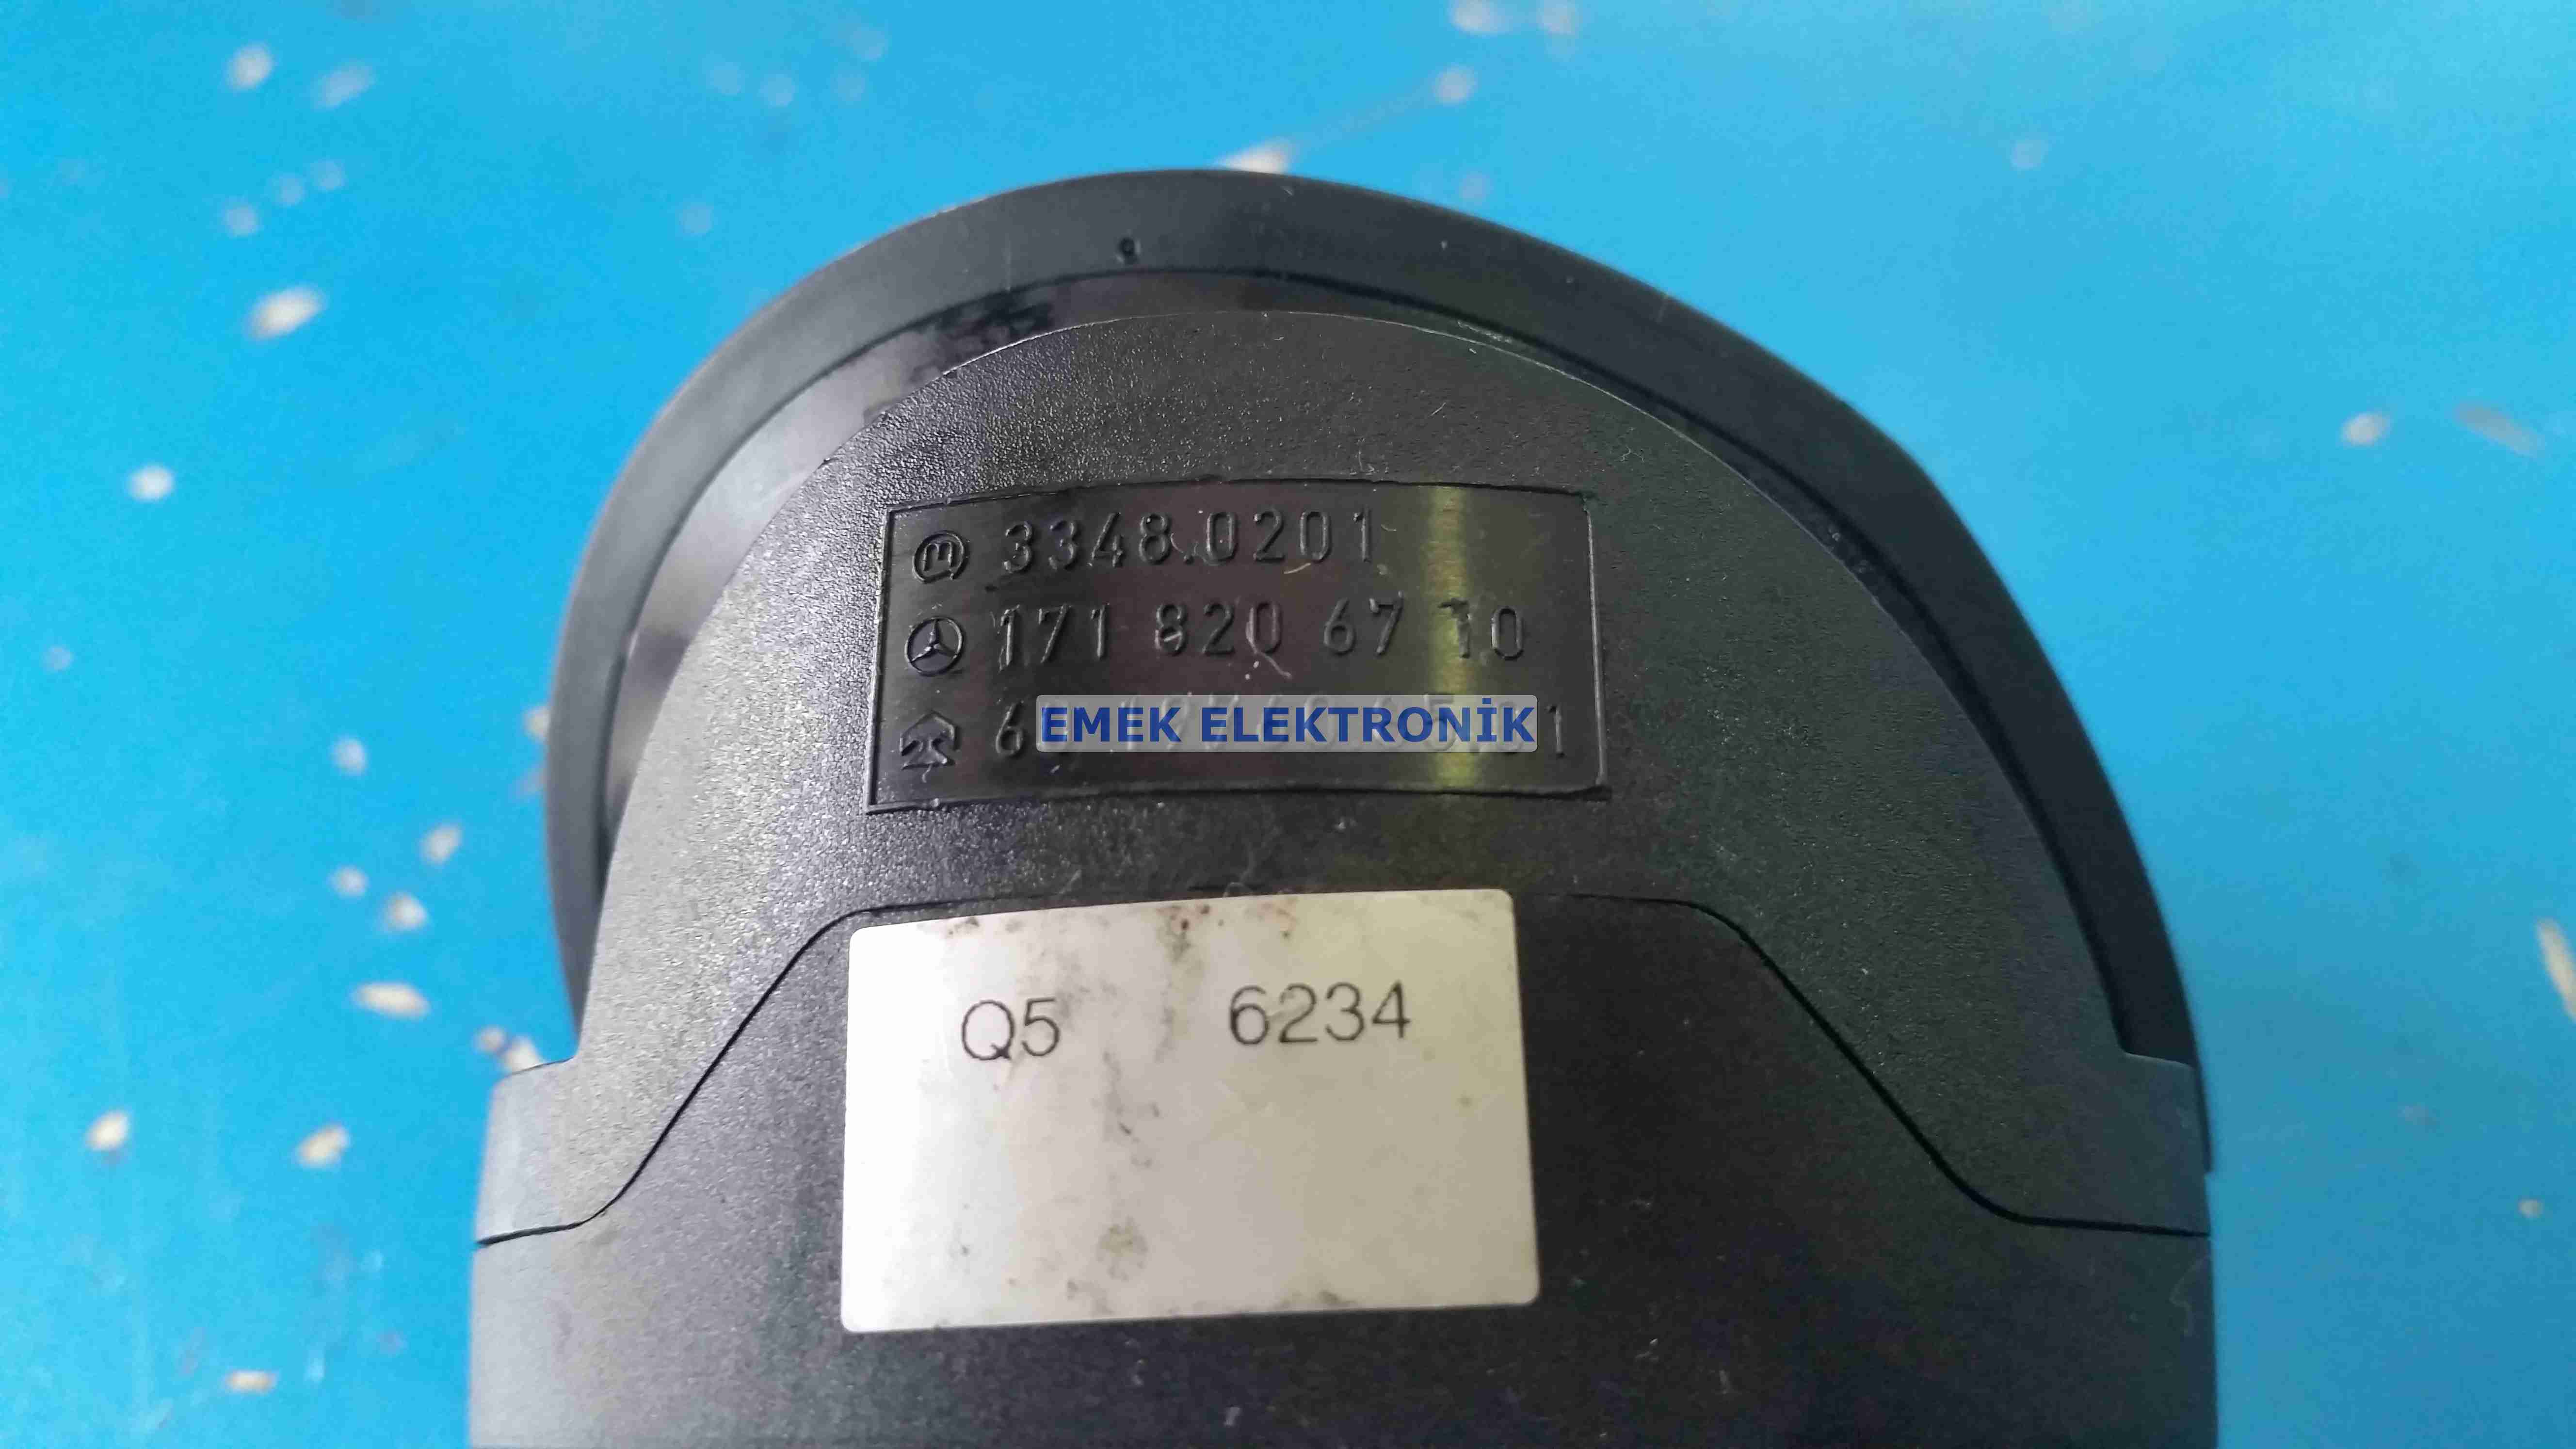 3348.0201
171 820 67 10
EMEK ELEKTRONİK
Q5 6234